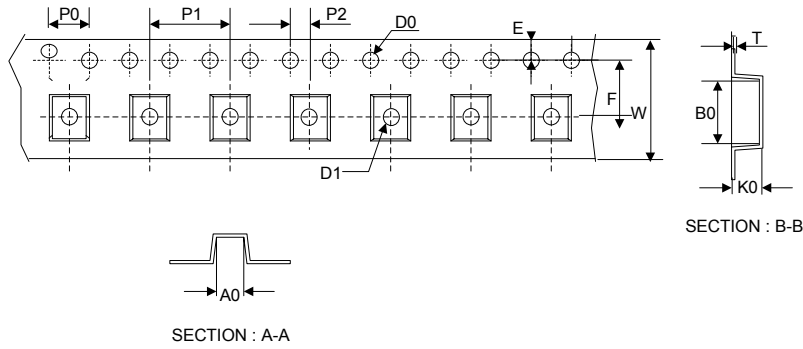 P0
P1
P2
D0
E
T
F
W
B0
D1
K0
SECTION : B-B
A0
SECTION : A-A